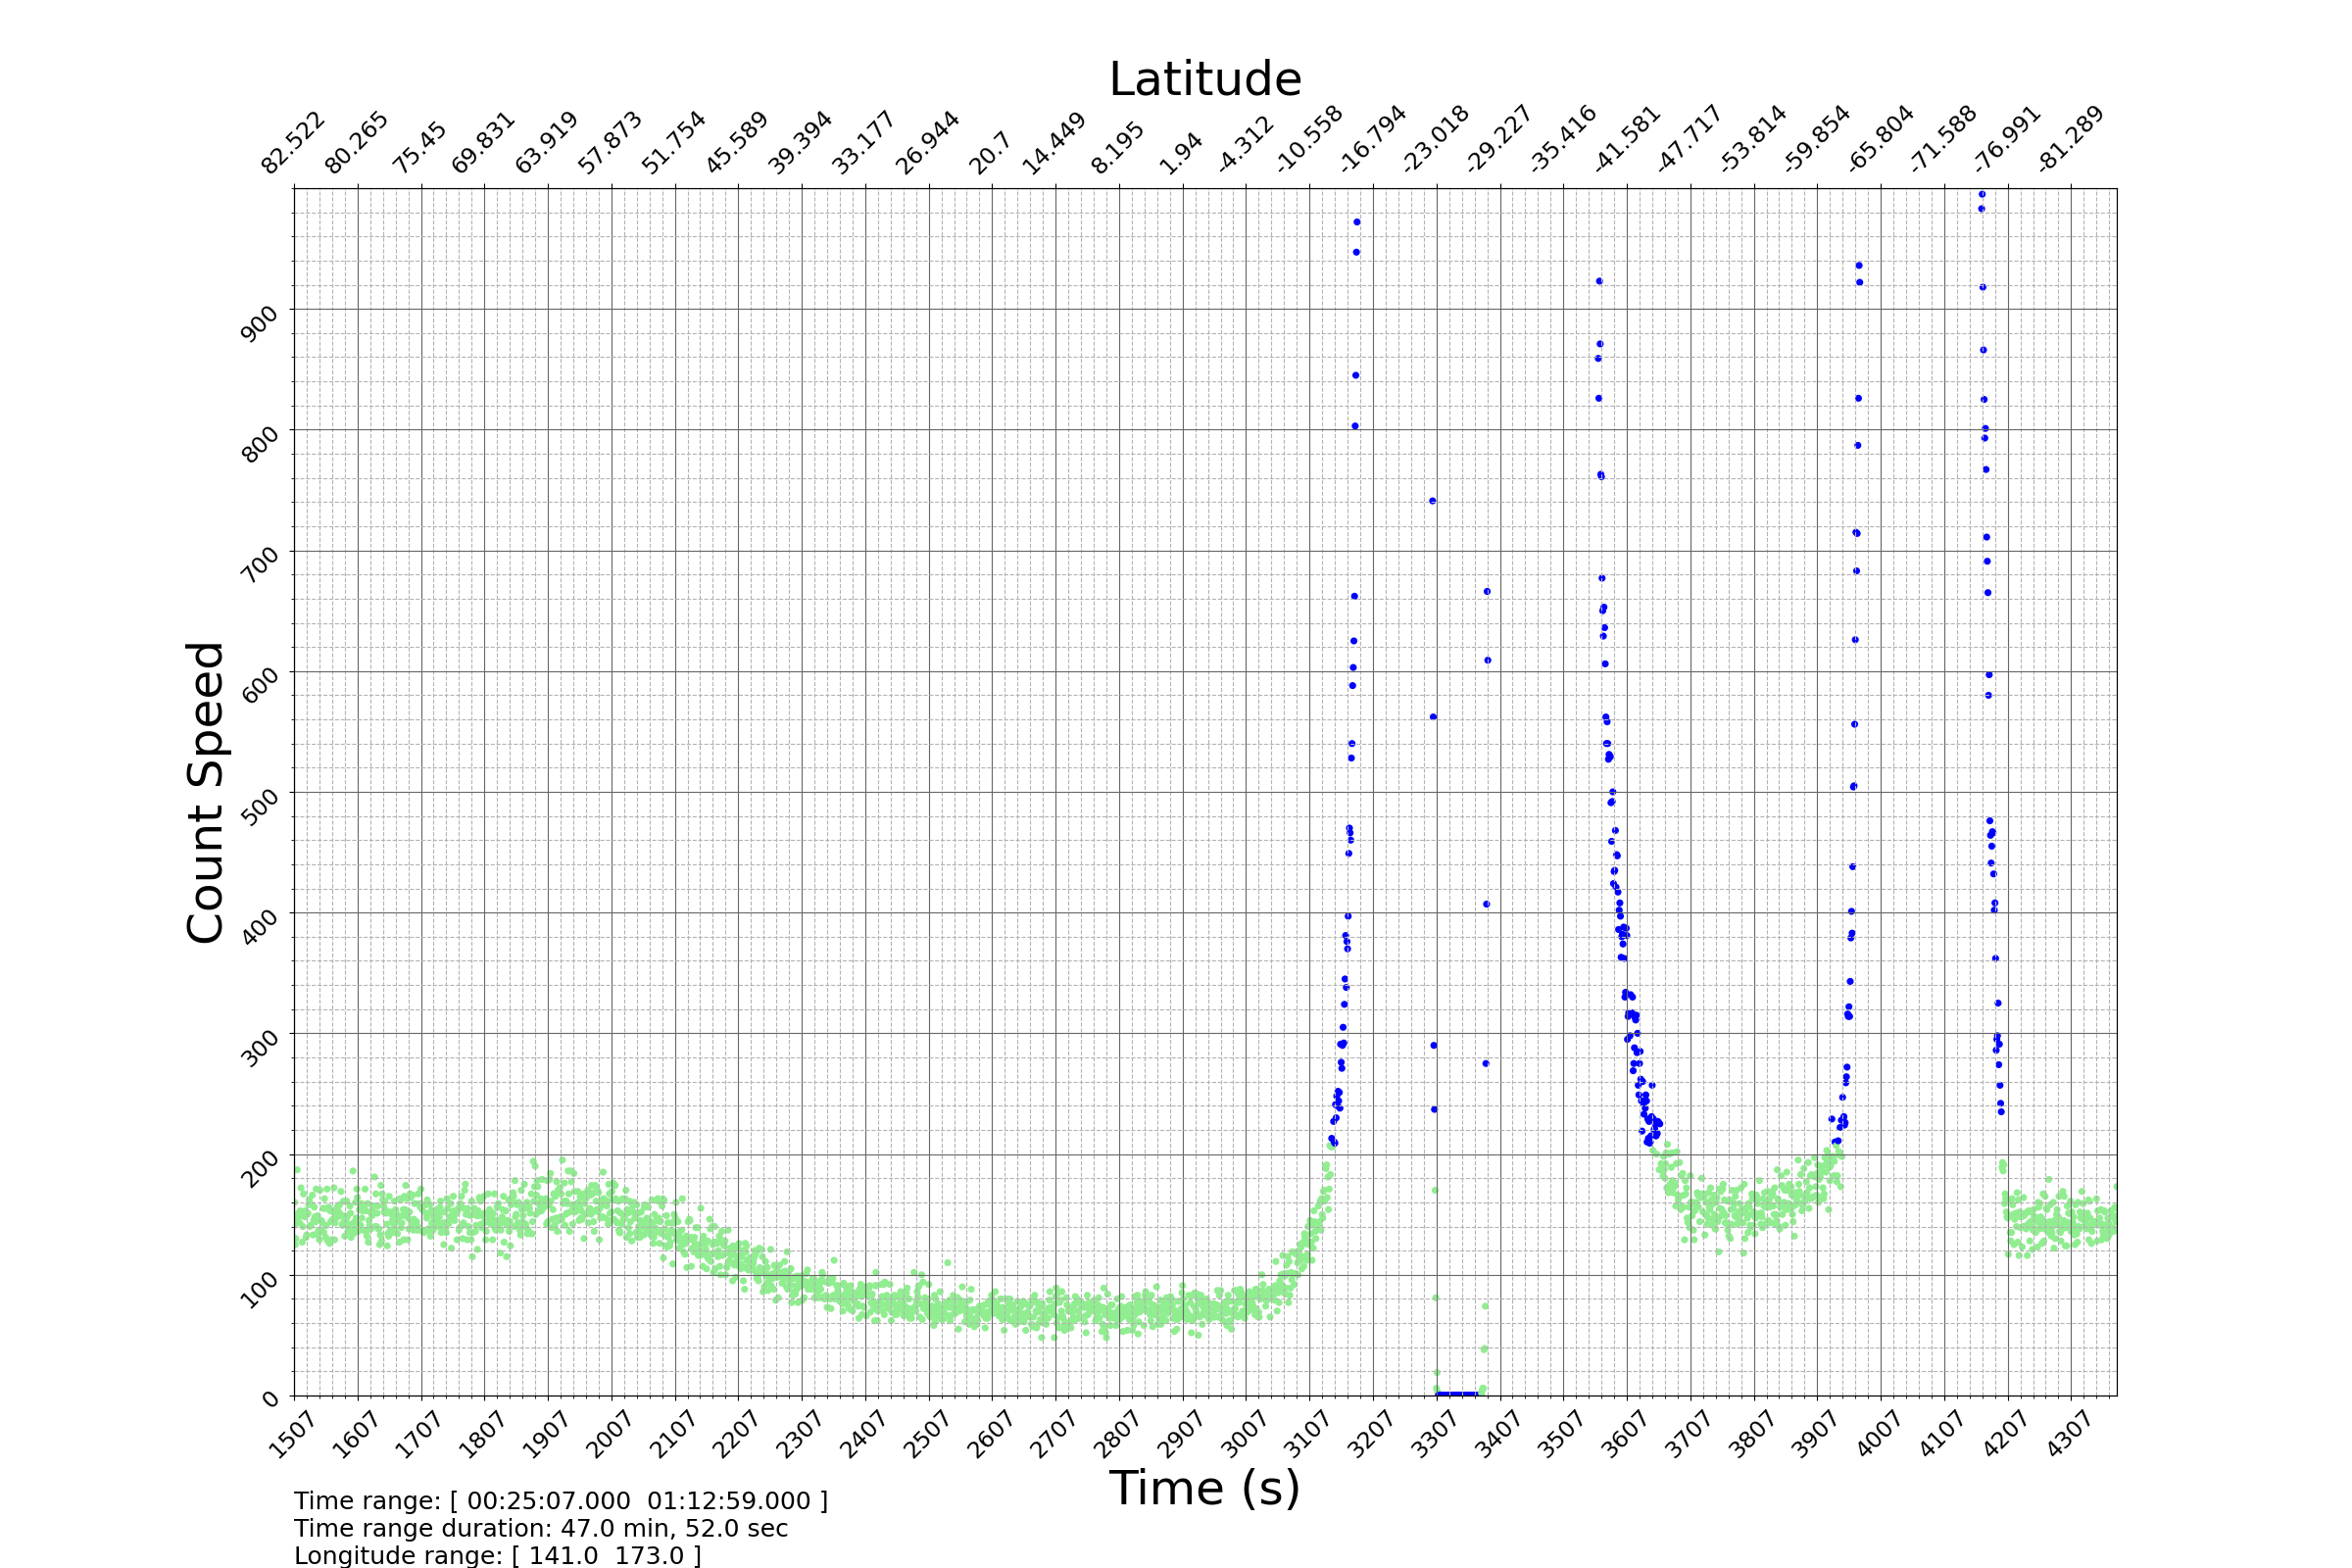 Latitude
82.522 80.265 75.45 69.831 63.919 57.873 51.754 45.589 39.394 33.177 26.944 20.7 14.449 8.195 1.94 -4.312 -10.558 -16.794 -23.018 -29.227 -35.416 -41.581 -47.717 -53.814 -59.854 -65.804 -71.588 -76.991 -81.289
900
800
700
600
500
400
300
200
100
0
Count Speed
1507 1607 1707 1807 1907 2007 2107 2207 2307 2407 2507 2607 2707 2807 2907 3007 3107 3207 3307 3407 3507 3607 3707 3807 3907 4007 4107 4207 4307
Time (s)
Time range: [ 00:25:07.000  01:12:59.000 ]
Time range duration: 47.0 min, 52.0 sec
Longitude range: [ 141.0  173.0 ]